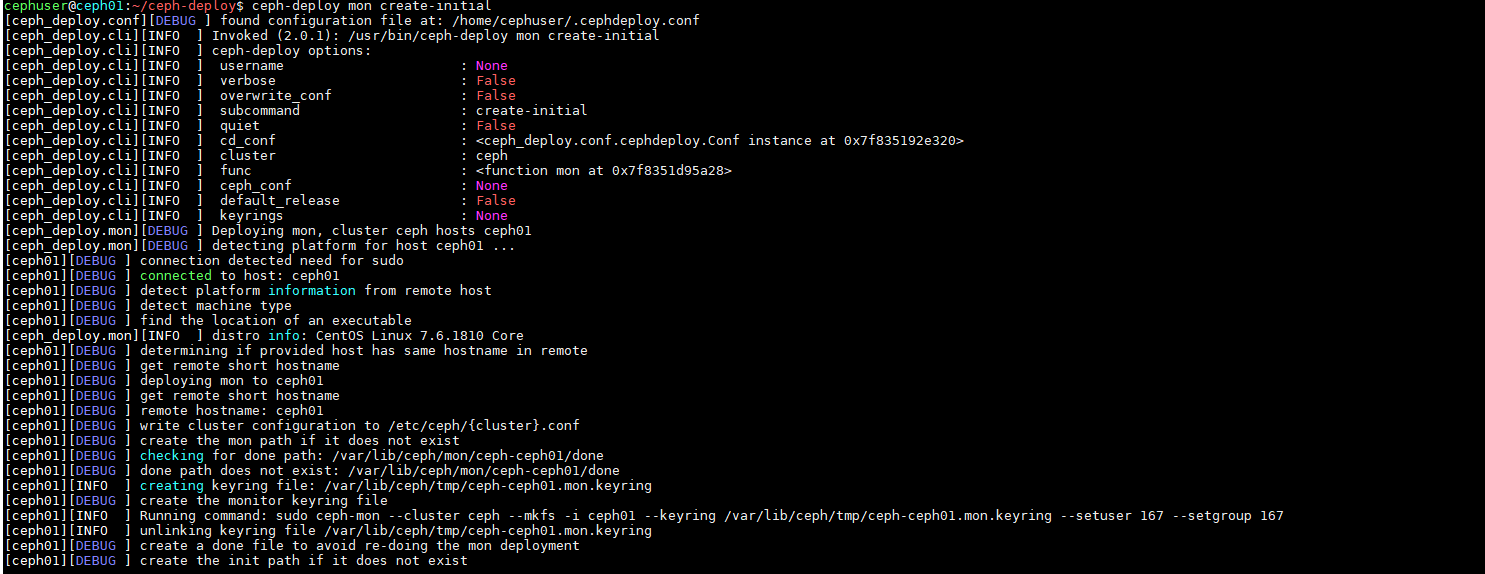 cephuser@ceph01:~/ceph-deploy$ ceph-deploy mon create-initial
[ceph_deploy.conf][DEBUG ] found configuration file at: /home/cephuser/.cephdeploy.conf
[ceph_deploy.cli][INFO  ] Invoked (2.0.1): /usr/bin/ceph-deploy mon create-initial
[ceph_deploy.cli][INFO  ] ceph-deploy options:
[ceph_deploy.cli][INFO  ]  username                      : None
[ceph_deploy.cli][INFO  ]  verbose                       : False
[ceph_deploy.cli][INFO  ]  overwrite_conf                : False
[ceph_deploy.cli][INFO  ]  subcommand                    : create-initial
[ceph_deploy.cli][INFO  ]  quiet                         : False
[ceph_deploy.cli][INFO  ]  cd_conf                       : <ceph_deploy.conf.cephdeploy.Conf instance at 0x7f835192e320>
[ceph_deploy.cli][INFO  ]  cluster                       : ceph
[ceph_deploy.cli][INFO  ]  func                          : <function mon at 0x7f8351d95a28>
[ceph_deploy.cli][INFO  ]  ceph_conf                     : None
[ceph_deploy.cli][INFO  ]  default_release               : False
[ceph_deploy.cli][INFO  ]  keyrings                      : None
[ceph_deploy.mon][DEBUG ] Deploying mon, cluster ceph hosts ceph01
[ceph_deploy.mon][DEBUG ] detecting platform for host ceph01 ...
[ceph01][DEBUG ] connection detected need for sudo
[ceph01][DEBUG ] connected to host: ceph01
[ceph01][DEBUG ] detect platform information from remote host
[ceph01][DEBUG ] detect machine type
[ceph01][DEBUG ] find the location of an executable
[ceph_deploy.mon][INFO  ] distro info: CentOS Linux 7.6.1810 Core
[ceph01][DEBUG ] determining if provided host has same hostname in remote
[ceph01][DEBUG ] get remote short hostname
[ceph01][DEBUG ] deploying mon to ceph01
[ceph01][DEBUG ] get remote short hostname
[ceph01][DEBUG ] remote hostname: ceph01
[ceph01][DEBUG ] write cluster configuration to /etc/ceph/{cluster}.conf
[ceph01][DEBUG ] create the mon path if it does not exist
[ceph01][DEBUG ] checking for done path: /var/lib/ceph/mon/ceph-ceph01/done
[ceph01][DEBUG ] done path does not exist: /var/lib/ceph/mon/ceph-ceph01/done
[ceph01][INFO  ] creating keyring file: /var/lib/ceph/tmp/ceph-ceph01.mon.keyring
[ceph01][DEBUG ] create the monitor keyring file
[ceph01][INFO  ] Running command: sudo ceph-mon --cluster ceph --mkfs -i ceph01 --keyring /var/lib/ceph/tmp/ceph-ceph01.mon.keyring --setuser 167 --setgroup 167
[ceph01][INFO  ] unlinking keyring file /var/lib/ceph/tmp/ceph-ceph01.mon.keyring
[ceph01][DEBUG ] create a done file to avoid re-doing the mon deployment
[ceph01][DEBUG ] create the init path if it does not exist